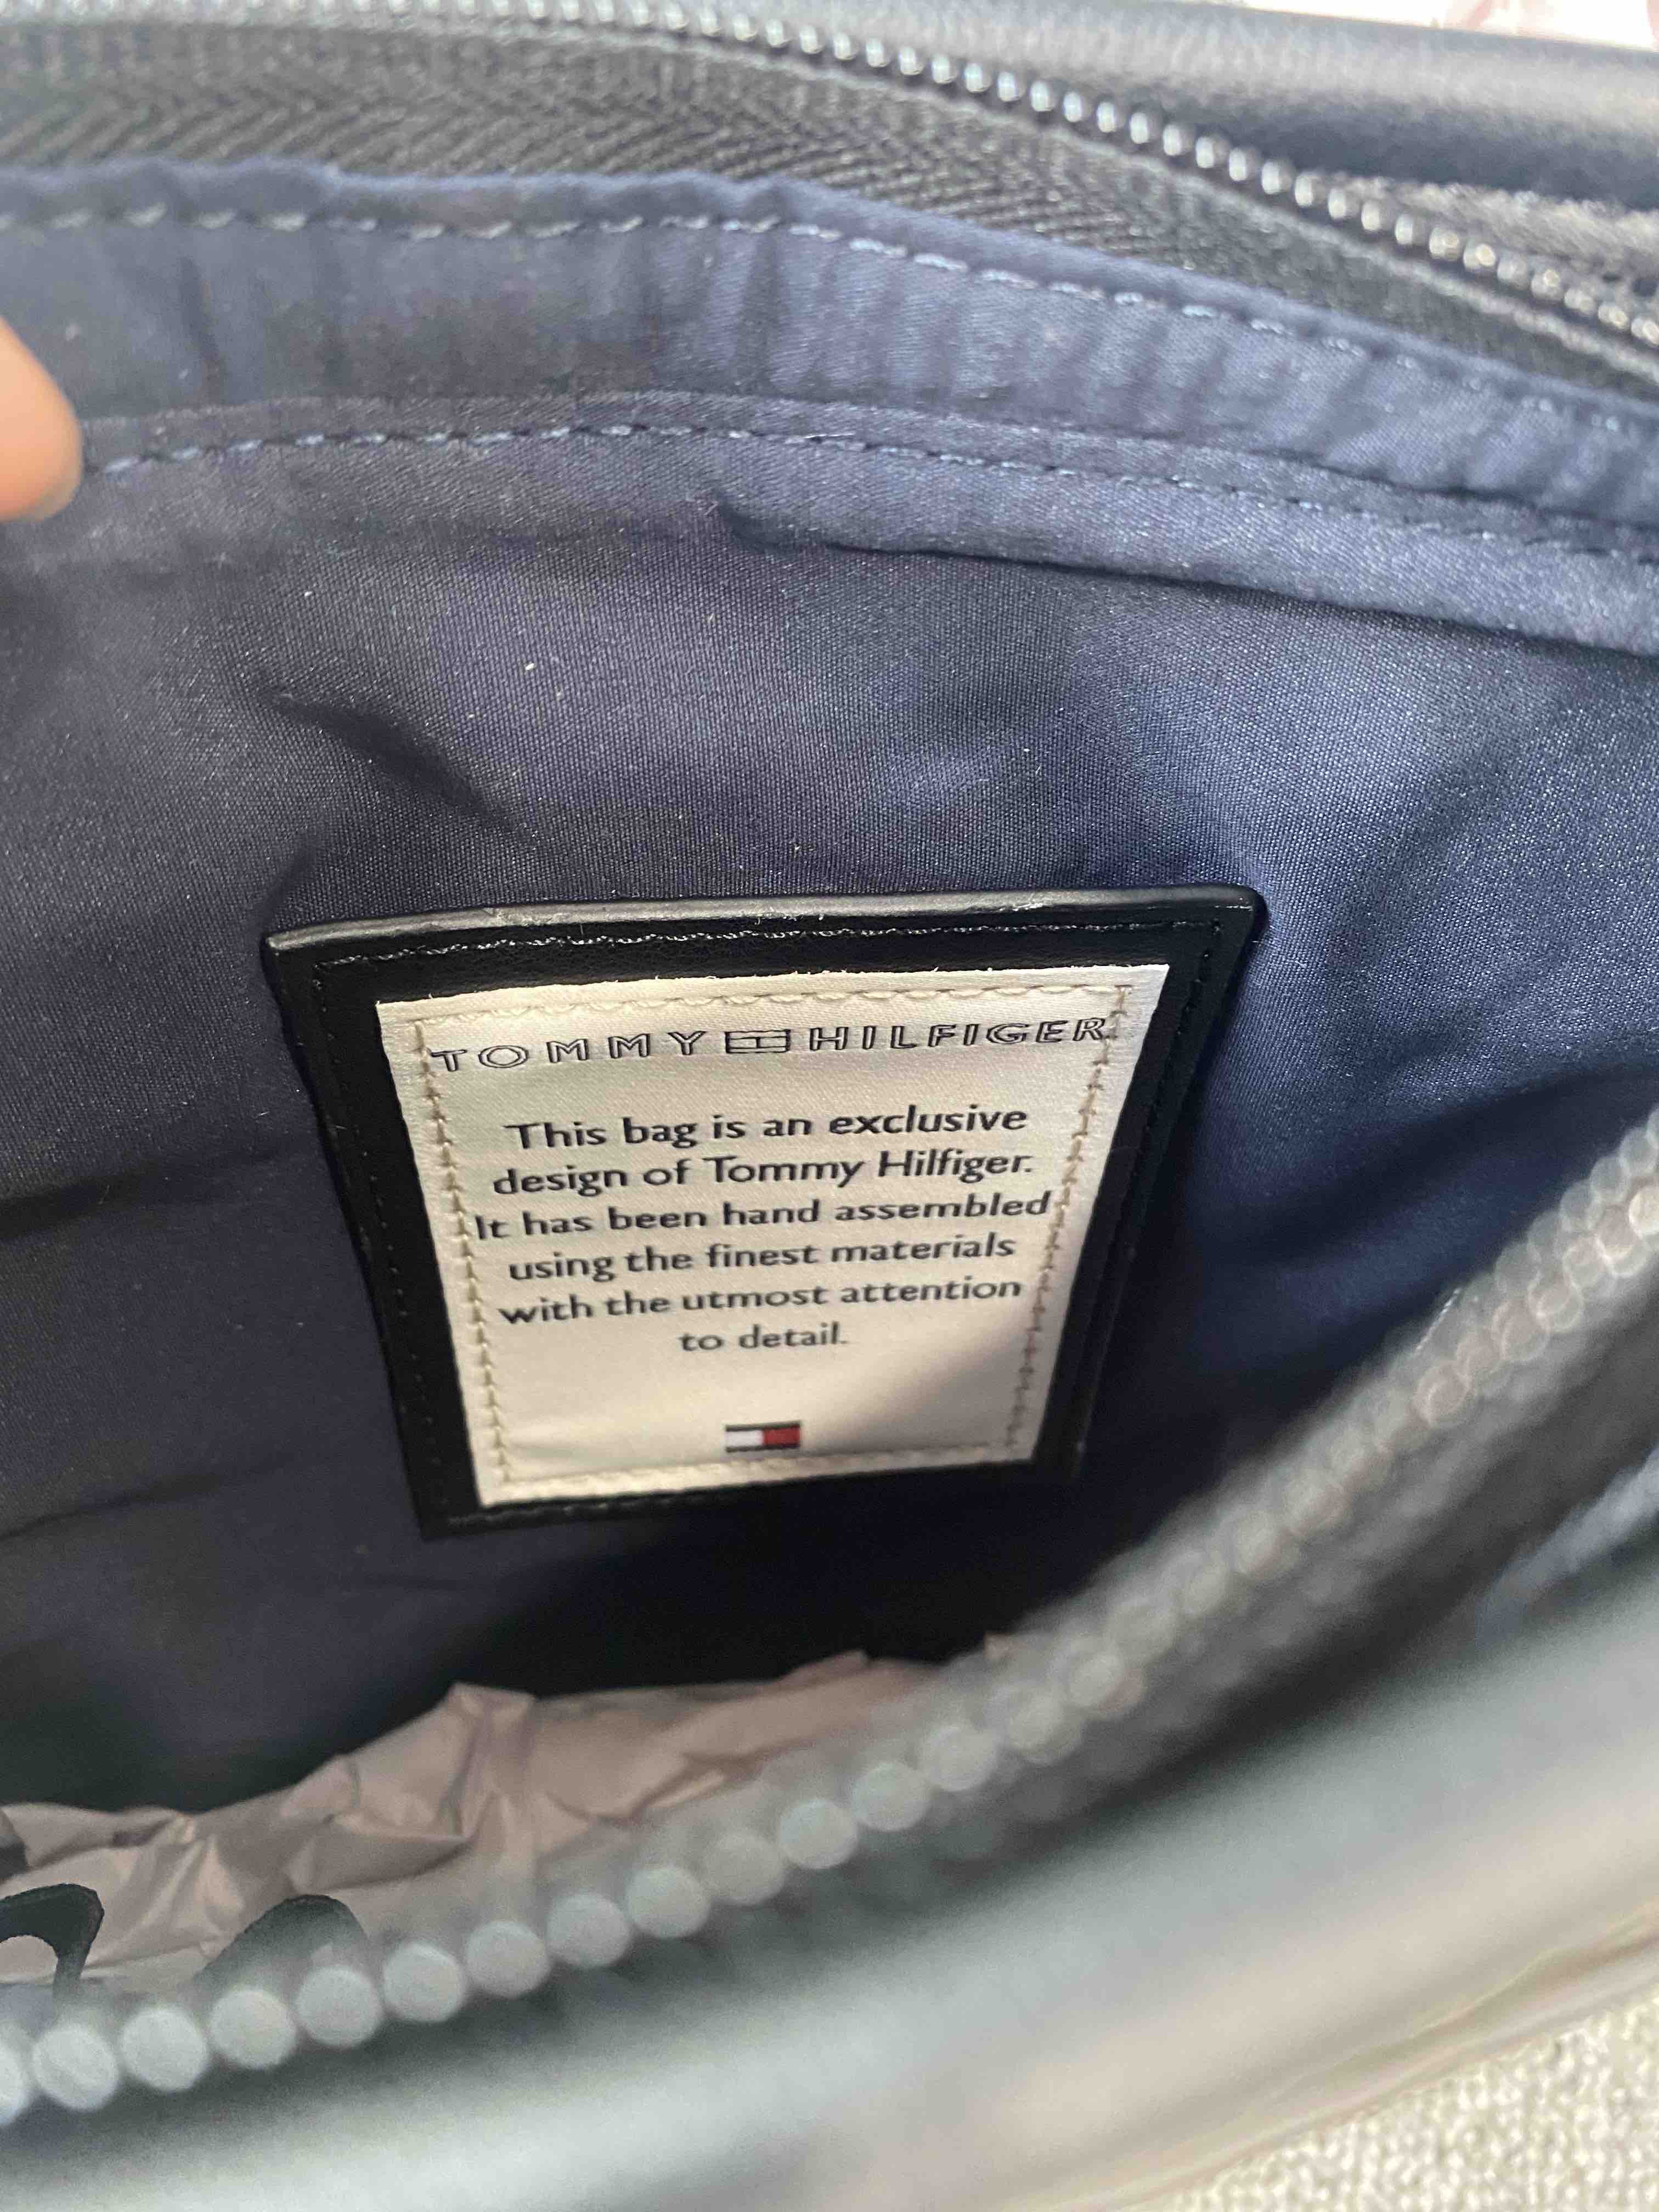 TOMMY HILFIGER
This bag is an exclusive
design of Tommy Hilfiger.
It has been hand assembled
using the finest materials
with the utmost attention
to detail.